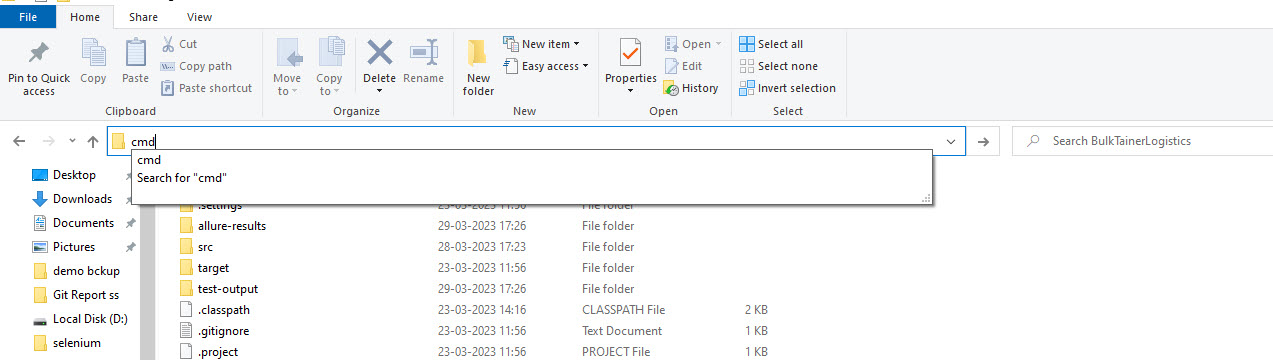 File Home Share View
Pin to Quick access
Copy
Paste
Cut
Copy path
Paste shortcut
Clipboard
Move to
Copy to
Delete
Rename
Organize
New folder
New item
Easy access
New
Properties
Open
Edit
History
Open
Select all
Select none
Invert selection
Select
cmd
Search BulkTainerLogistics
cmd
Search for "cmd"
Desktop
Downloads
Documents
Pictures
demo bckup
Git Report ss
Local Disk (D:)
selenium
.settings 23-03-2023 11:56 File folder
allure-results 29-03-2023 17:26 File folder
src 28-03-2023 17:23 File folder
target 23-03-2023 11:56 File folder
test-output 29-03-2023 17:26 File folder
.classpath 23-03-2023 14:16 CLASSPATH File 2 KB
.gitignore 23-03-2023 11:56 Text Document 1 KB
.project 23-03-2023 11:56 PROJECT File 1 KB